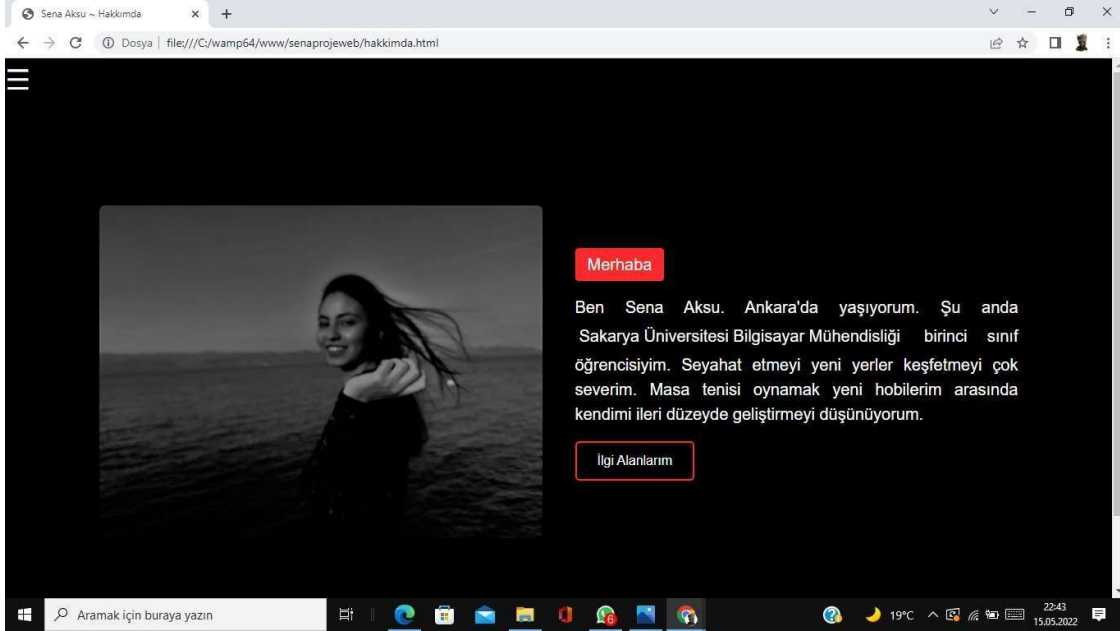 Sena Aksu ~ Hakkımda
Dosya
file:///C:/wamp64/www/senaprojeweb/hakkimda.html
Merhaba
Ben Sena Aksu. Ankara'da yaşıyorum. Şu anda
Sakarya Üniversitesi Bilgisayar Mühendisliği birinci sınıf
öğrencisiyim. Seyahat etmeyi yeni yerler keşfetmeyi çok
severim. Masa tenisi oynamak yeni hobilerim arasında
kendimi ileri düzeyde geliştirmeyi düşünüyorum.
İlgi Alanlarım
Aramak için buraya yazın
6
19°C
22:43
15.05.2022